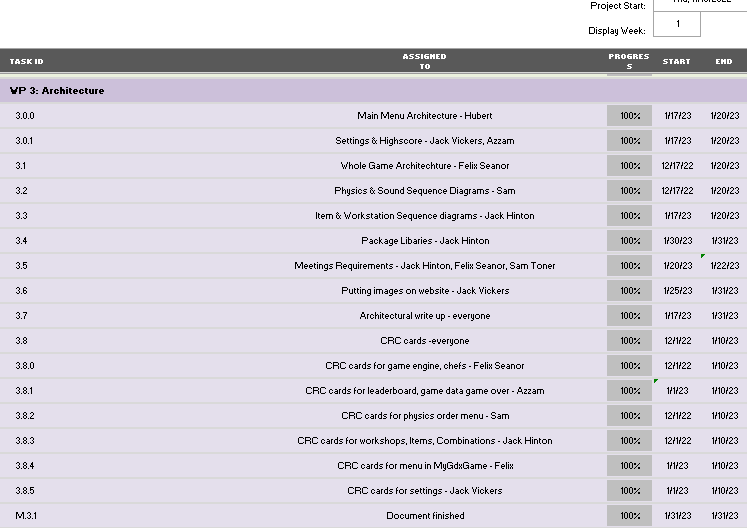 Project Start:
Display Week: 1
TASK ID ASSIGNED TO PROGRESS START END
WP 3: Architecture
3.0.0 Main Menu Architecture - Hubert 100% 1/17/23 1/20/23
3.0.1 Settings & Highscore - Jack Vickers, Azzam 100% 1/17/23 1/20/23
3.1 Whole Game Architechture - Felix Seanor 100% 12/17/22 1/20/23
3.2 Physics & Sound Sequence Diagrams - Sam 100% 12/17/22 1/20/23
3.3 Item & Workstation Sequence diagrams - Jack Hinton 100% 1/17/23 1/20/23
3.4 Package Libaries - Jack Hinton 100% 1/30/23 1/31/23
3.5 Meetings Requirements - Jack Hinton, Felix Seanor, Sam Toner 100% 1/20/23 1/22/23
3.6 Putting images on website - Jack Vickers 100% 1/25/23 1/31/23
3.7 Architectural write up - everyone 100% 1/17/23 1/31/23
3.8 CRC cards -everyone 100% 12/1/22 1/10/23
3.8.0 CRC cards for game engine, chefs - Felix Seanor 100% 12/1/22 1/10/23
3.8.1 CRC cards for leaderboard, game data game over - Azzam 100% 1/1/23 1/10/23
3.8.2 CRC cards for physics order menu - Sam 100% 12/1/22 1/10/23
3.8.3 CRC cards for workshops, Items, Combinations - Jack Hinton 100% 12/1/22 1/10/23
3.8.4 CRC cards for menu in MyGdxGame - Felix 100% 1/1/23 1/10/23
3.8.5 CRC cards for settings - Jack Vickers 100% 1/1/23 1/10/23
M.3.1 Document finished 100% 1/31/23 1/31/23